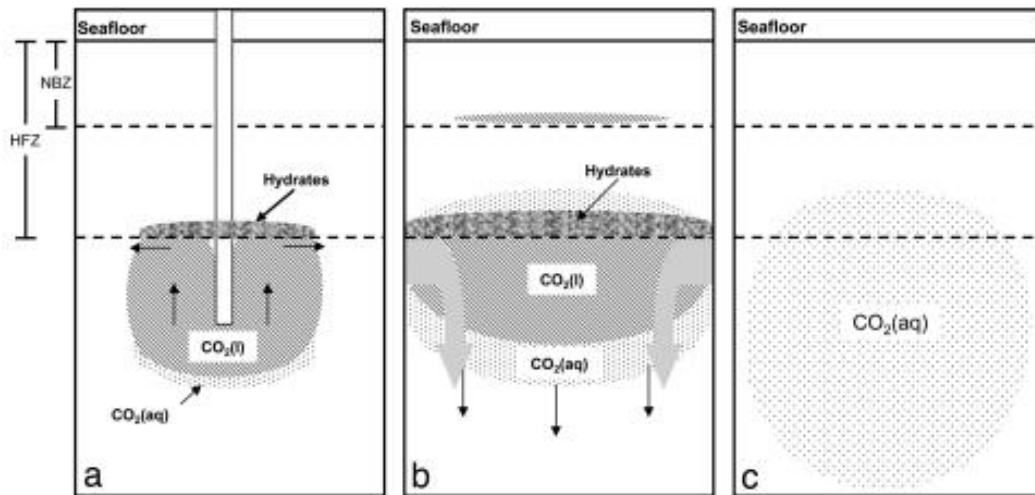 Seafloor
NBZ
HFZ
Hydrates
CO₂(l)
CO₂(aq)
a
Seafloor
Hydrates
CO₂(l)
CO₂(aq)
b
Seafloor
CO₂(aq)
c